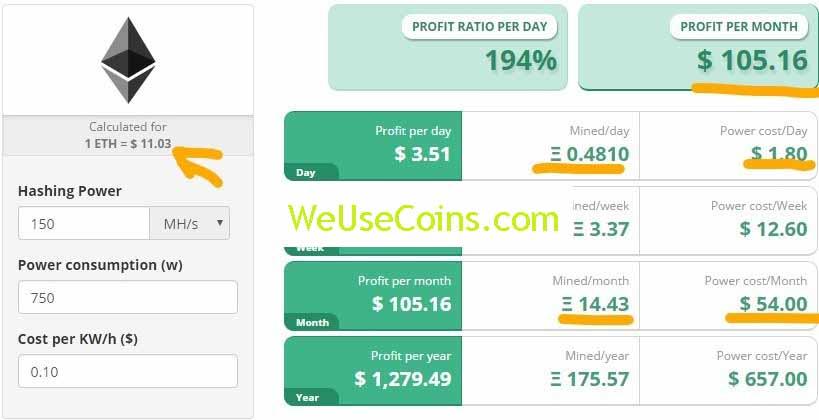 PROFIT RATIO PER DAY
194%
PROFIT PER MONTH
$ 105.16
Calculated for
1 ETH = $ 11.03
Hashing Power
150 MH/s
Power consumption (w)
750
Cost per KW/h ($)
0.10
Profit per day
$ 3.51
Day
Mined/day
Ξ 0.4810
Power cost/Day
$ 1.80
WeUseCoins.com
Week
ined/week
Ξ 3.37
Power cost/Week
$ 12.60
Profit per month
$ 105.16
Month
Mined/month
Ξ 14.43
Power cost/Month
$ 54.00
Profit per year
$ 1,279.49
Year
Mined/year
Ξ 175.57
Power cost/Year
$ 657.00